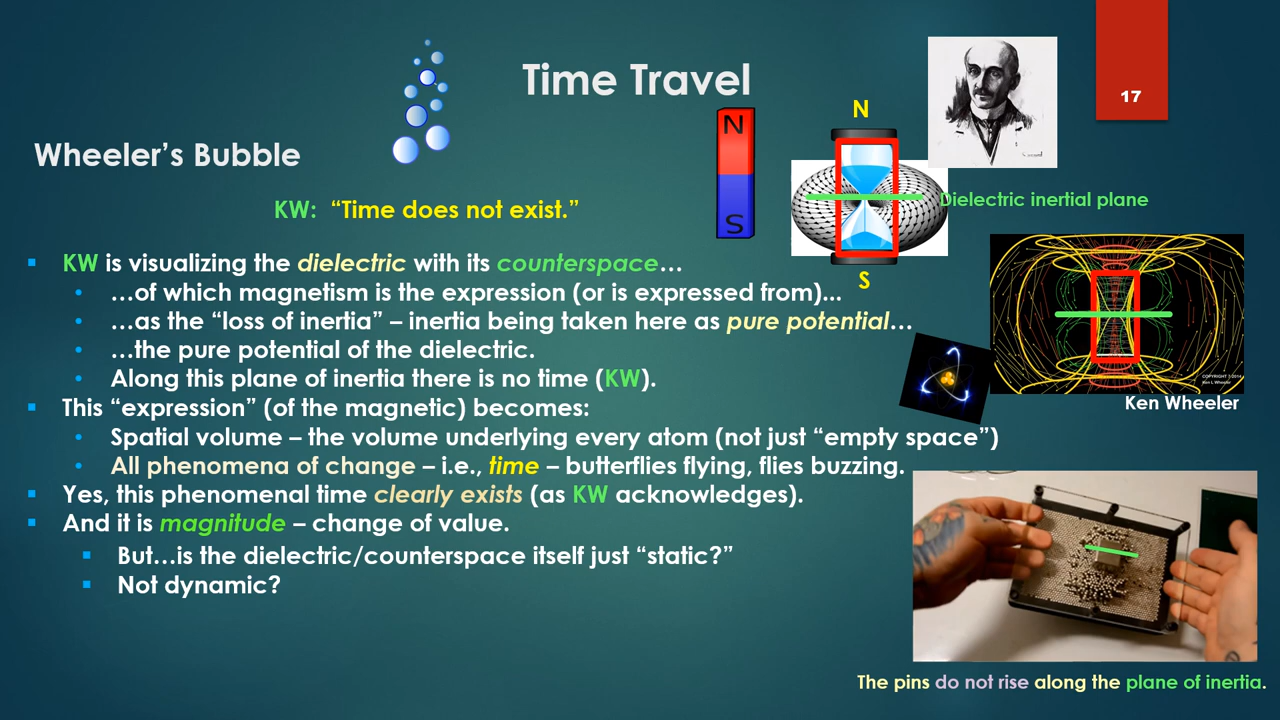 Time Travel
17
Wheeler's Bubble
N
S
N
S
Dielectric inertial plane
KW: "Time does not exist."
KW is visualizing the dielectric with its counterspace…
…of which magnetism is the expression (or is expressed from)...
…as the "loss of inertia" – inertia being taken here as pure potential…
…the pure potential of the dielectric.
Along this plane of inertia there is no time (KW).
This "expression" (of the magnetic) becomes:
Spatial volume – the volume underlying every atom (not just "empty space")
All phenomena of change – i.e., time – butterflies flying, flies buzzing.
Yes, this phenomenal time clearly exists (as KW acknowledges).
And it is magnitude – change of value.
But…is the dielectric/counterspace itself just "static?"
Not dynamic?
COPYRIGHT © 2014
Ken L Wheeler
Ken Wheeler
The pins do not rise along the plane of inertia.